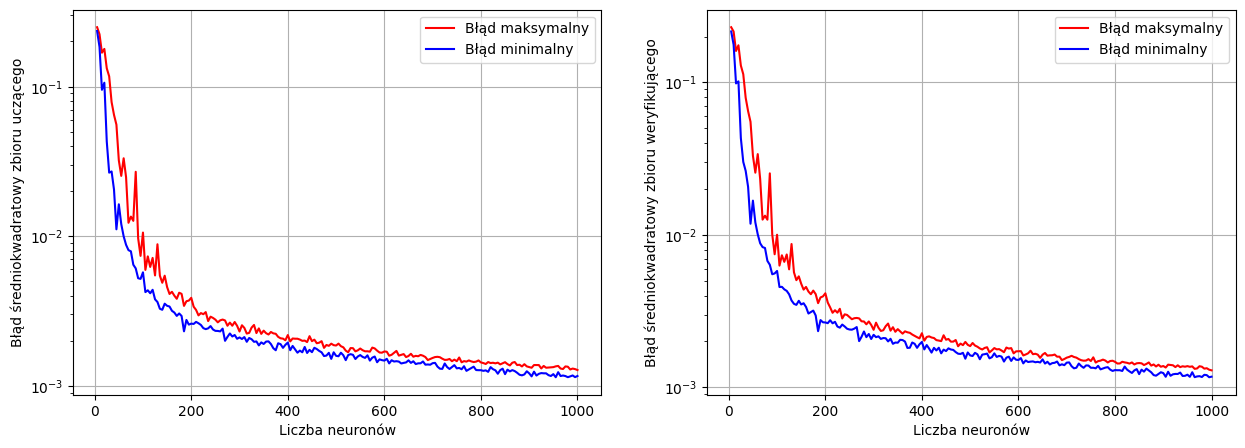 Błąd średniokwadratowy zbioru uczącego
10⁻¹
10⁻²
10⁻³
0 200 400 600 800 1000
Liczba neuronów
Błąd maksymalny
Błąd minimalny
Błąd średniokwadratowy zbioru weryfikującego
10⁻¹
10⁻²
10⁻³
0 200 400 600 800 1000
Liczba neuronów
Błąd maksymalny
Błąd minimalny